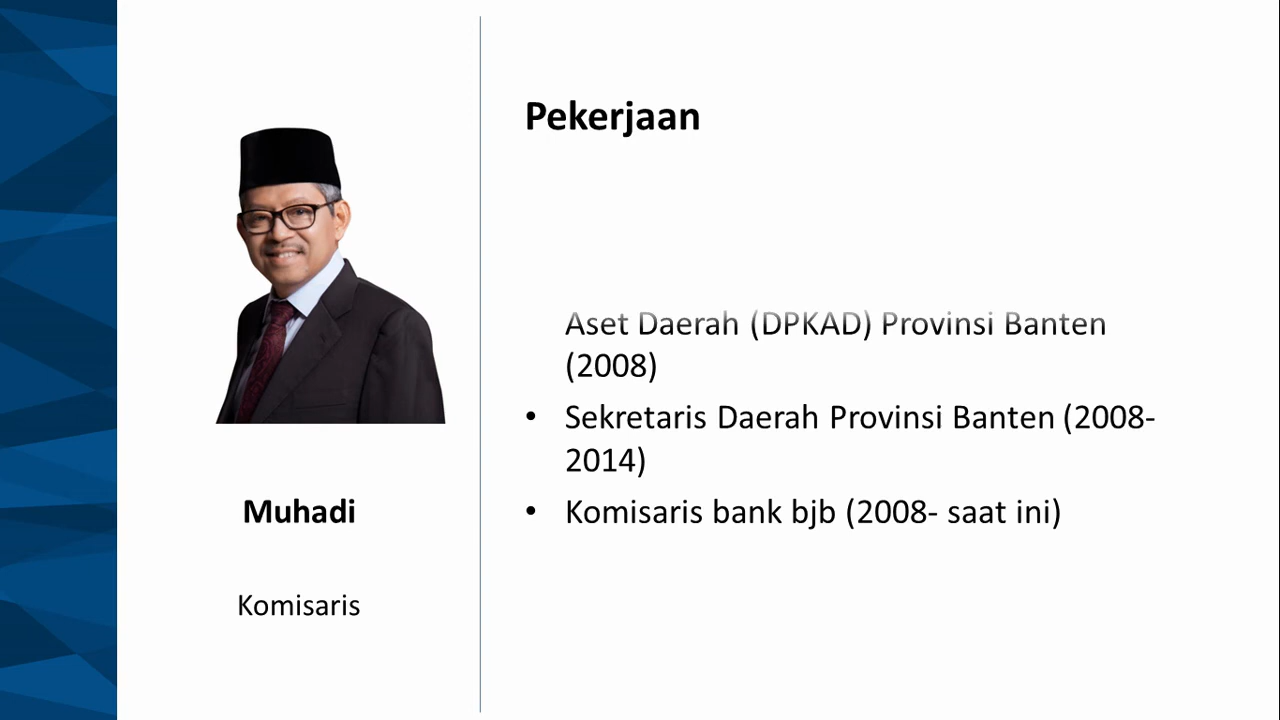 Pekerjaan
Aset Daerah (DPKAD) Provinsi Banten
(2008)
• Sekretaris Daerah Provinsi Banten (2008-
2014)
• Komisaris bank bjb (2008- saat ini)
Muhadi
Komisaris